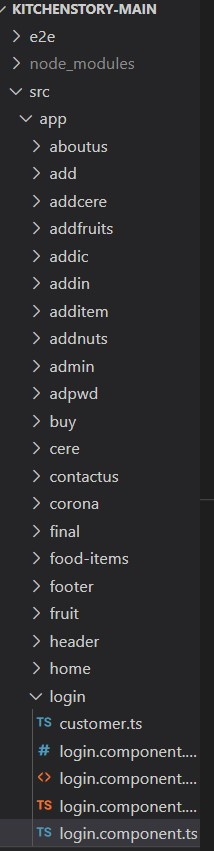 KITCHENSTORY-MAIN
e2e
node_modules
src
app
aboutus
add
addcere
addfruits
addic
addin
additem
addnuts
admin
adpwd
buy
cere
contactus
corona
final
food-items
footer
fruit
header
home
login
TS customer.ts
# login.component....
<> login.component....
TS login.component....
TS login.component.ts